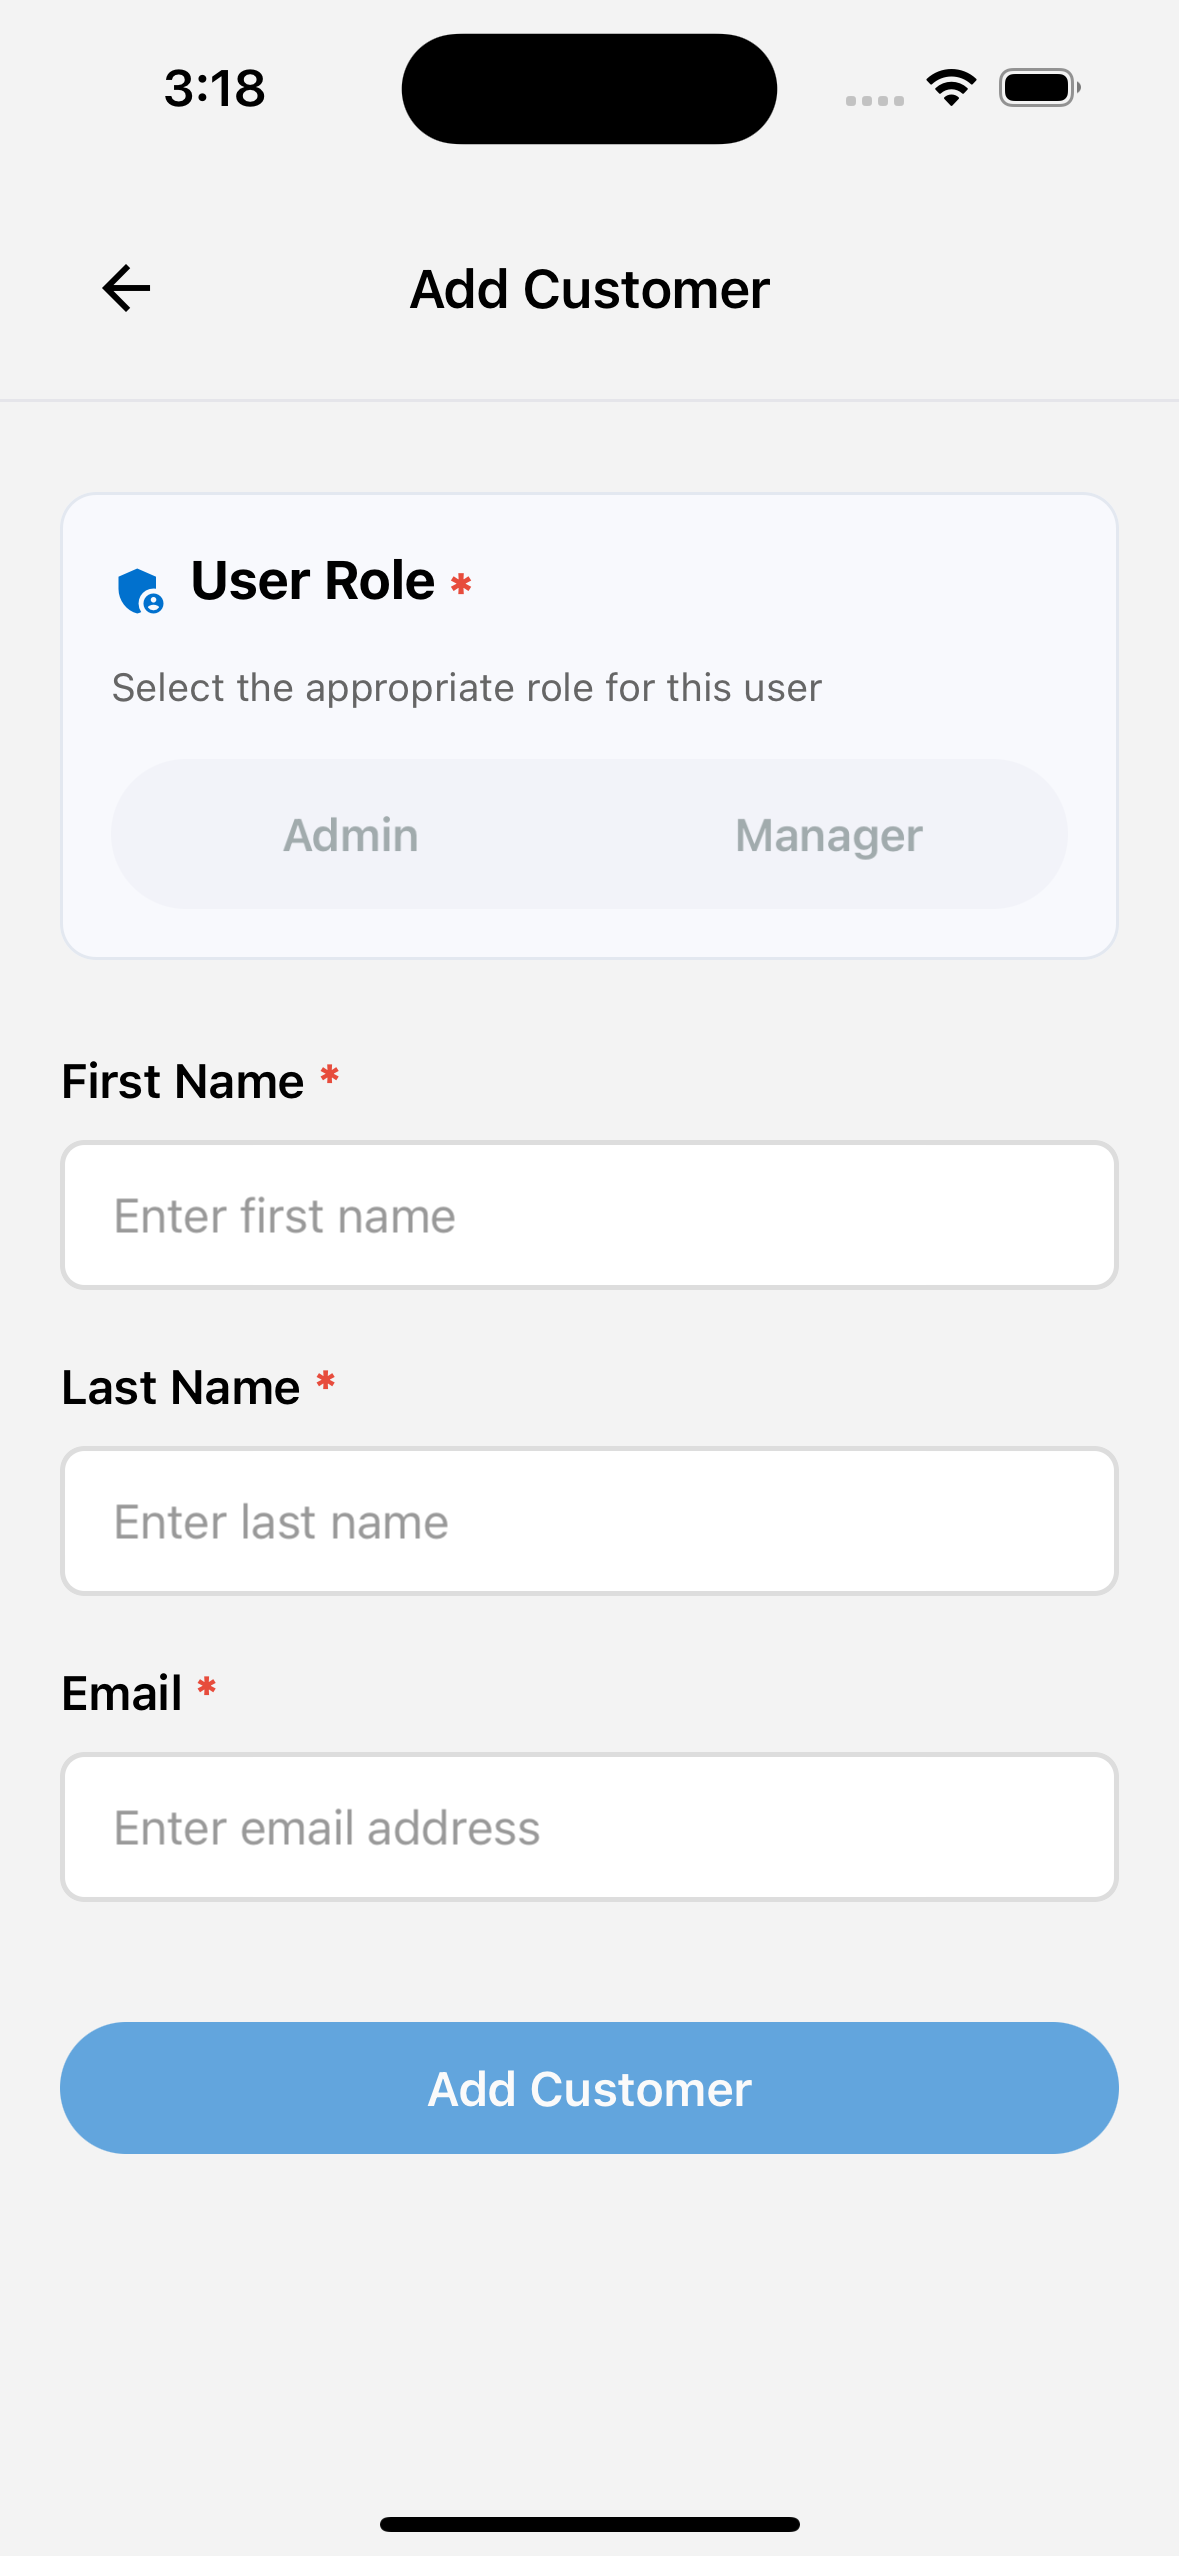 3:18
Add Customer
User Role *
Select the appropriate role for this user
Admin Manager
First Name *
Enter first name
Last Name *
Enter last name
Email *
Enter email address
Add Customer